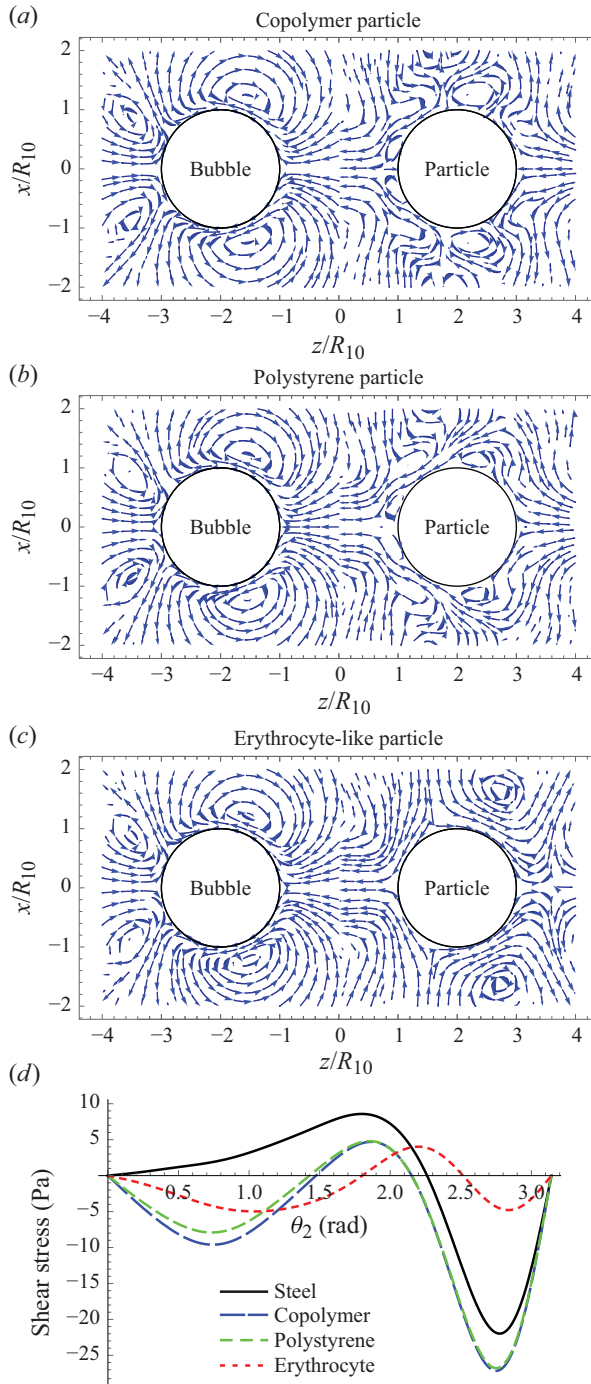 (a)
Copolymer particle
2
1
0
−1
−2
x/R10
Bubble
Particle
−4 −3 −2 −1 0 1 2 3 4
z/R10
(b)
Polystyrene particle
2
1
0
−1
−2
x/R10
Bubble
Particle
−4 −3 −2 −1 0 1 2 3 4
z/R10
(c)
Erythrocyte-like particle
2
1
0
−1
−2
x/R10
Bubble
Particle
−4 −3 −2 −1 0 1 2 3 4
z/R10
(d)
10
5
0
−5
−10
−15
−20
−25
Shear stress (Pa)
0.5 1.0 1.5 2.0 2.5 3.0
θ2 (rad)
Steel
Copolymer
Polystyrene
Erythrocyte